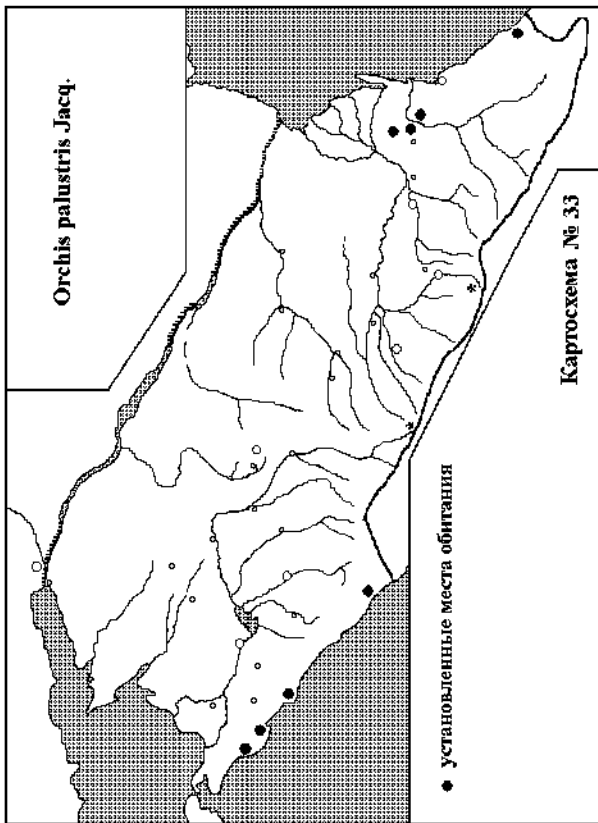 Orchis palustris Jacq.
Картосхема № 33
установленные места обитания